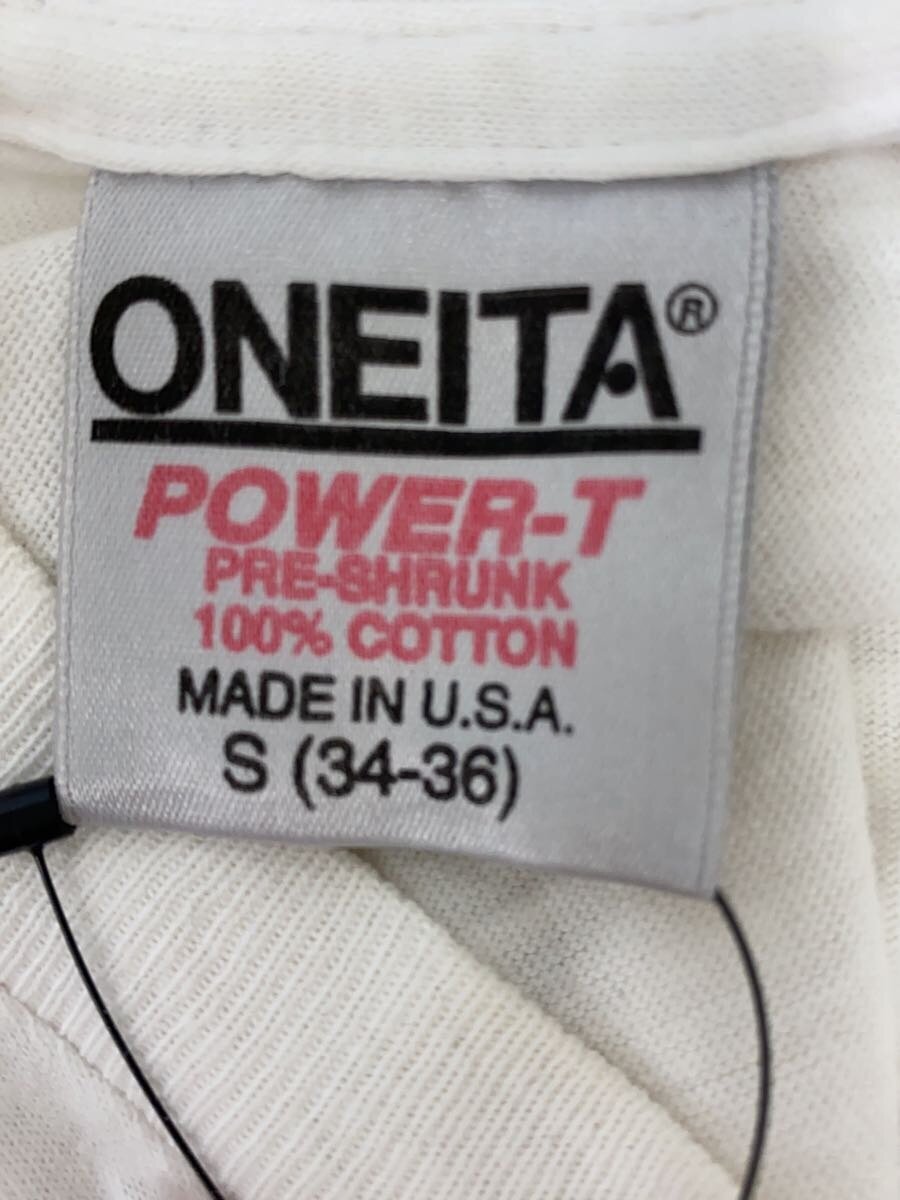 ONEITA®
POWER-T
PRE-SHRUNK
100% COTTON
MADE IN U.S.A.
S (34-36)